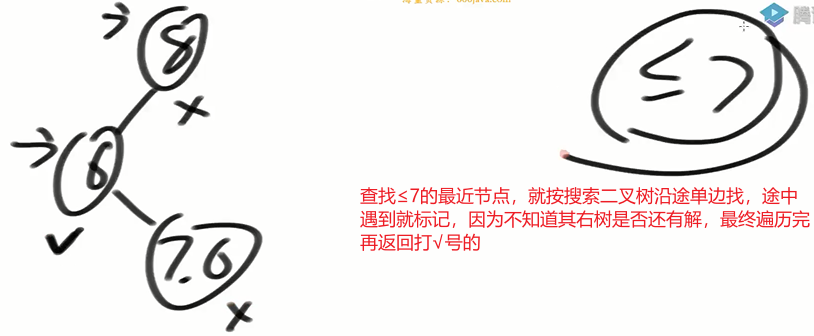 8
≤7
6
查找≤7的最近节点，就按搜索二叉树沿途单边找，途中
遇到就标记，因为不知道其右树是否还有解，最终遍历完
再返回打√号的
7.6